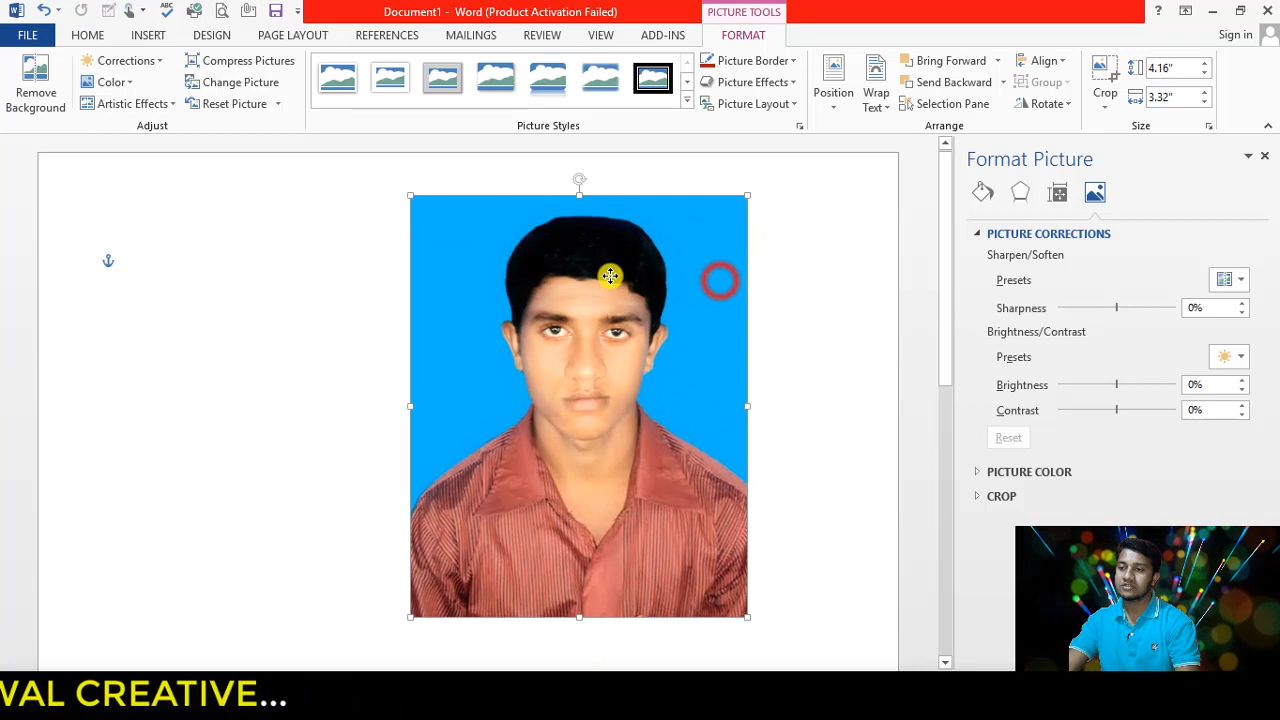 Document1 - Word (Product Activation Failed)
PICTURE TOOLS
FILE
HOME
INSERT
DESIGN
PAGE LAYOUT
REFERENCES
MAILINGS
REVIEW
VIEW
ADD-INS
FORMAT
Sign in
Remove
Background
Corrections
Color
Artistic Effects
Compress Pictures
Change Picture
Reset Picture
Adjust
Picture Styles
Picture Border
Picture Effects
Picture Layout
Position
Wrap
Text
Bring Forward
Send Backward
Selection Pane
Align
Group
Rotate
Arrange
Crop
4.16"
3.32"
Size
Format Picture
PICTURE CORRECTIONS
Sharpen/Soften
Presets
Sharpness
0%
Brightness/Contrast
Presets
Brightness
0%
Contrast
0%
Reset
PICTURE COLOR
CROP
WAL CREATIVE...